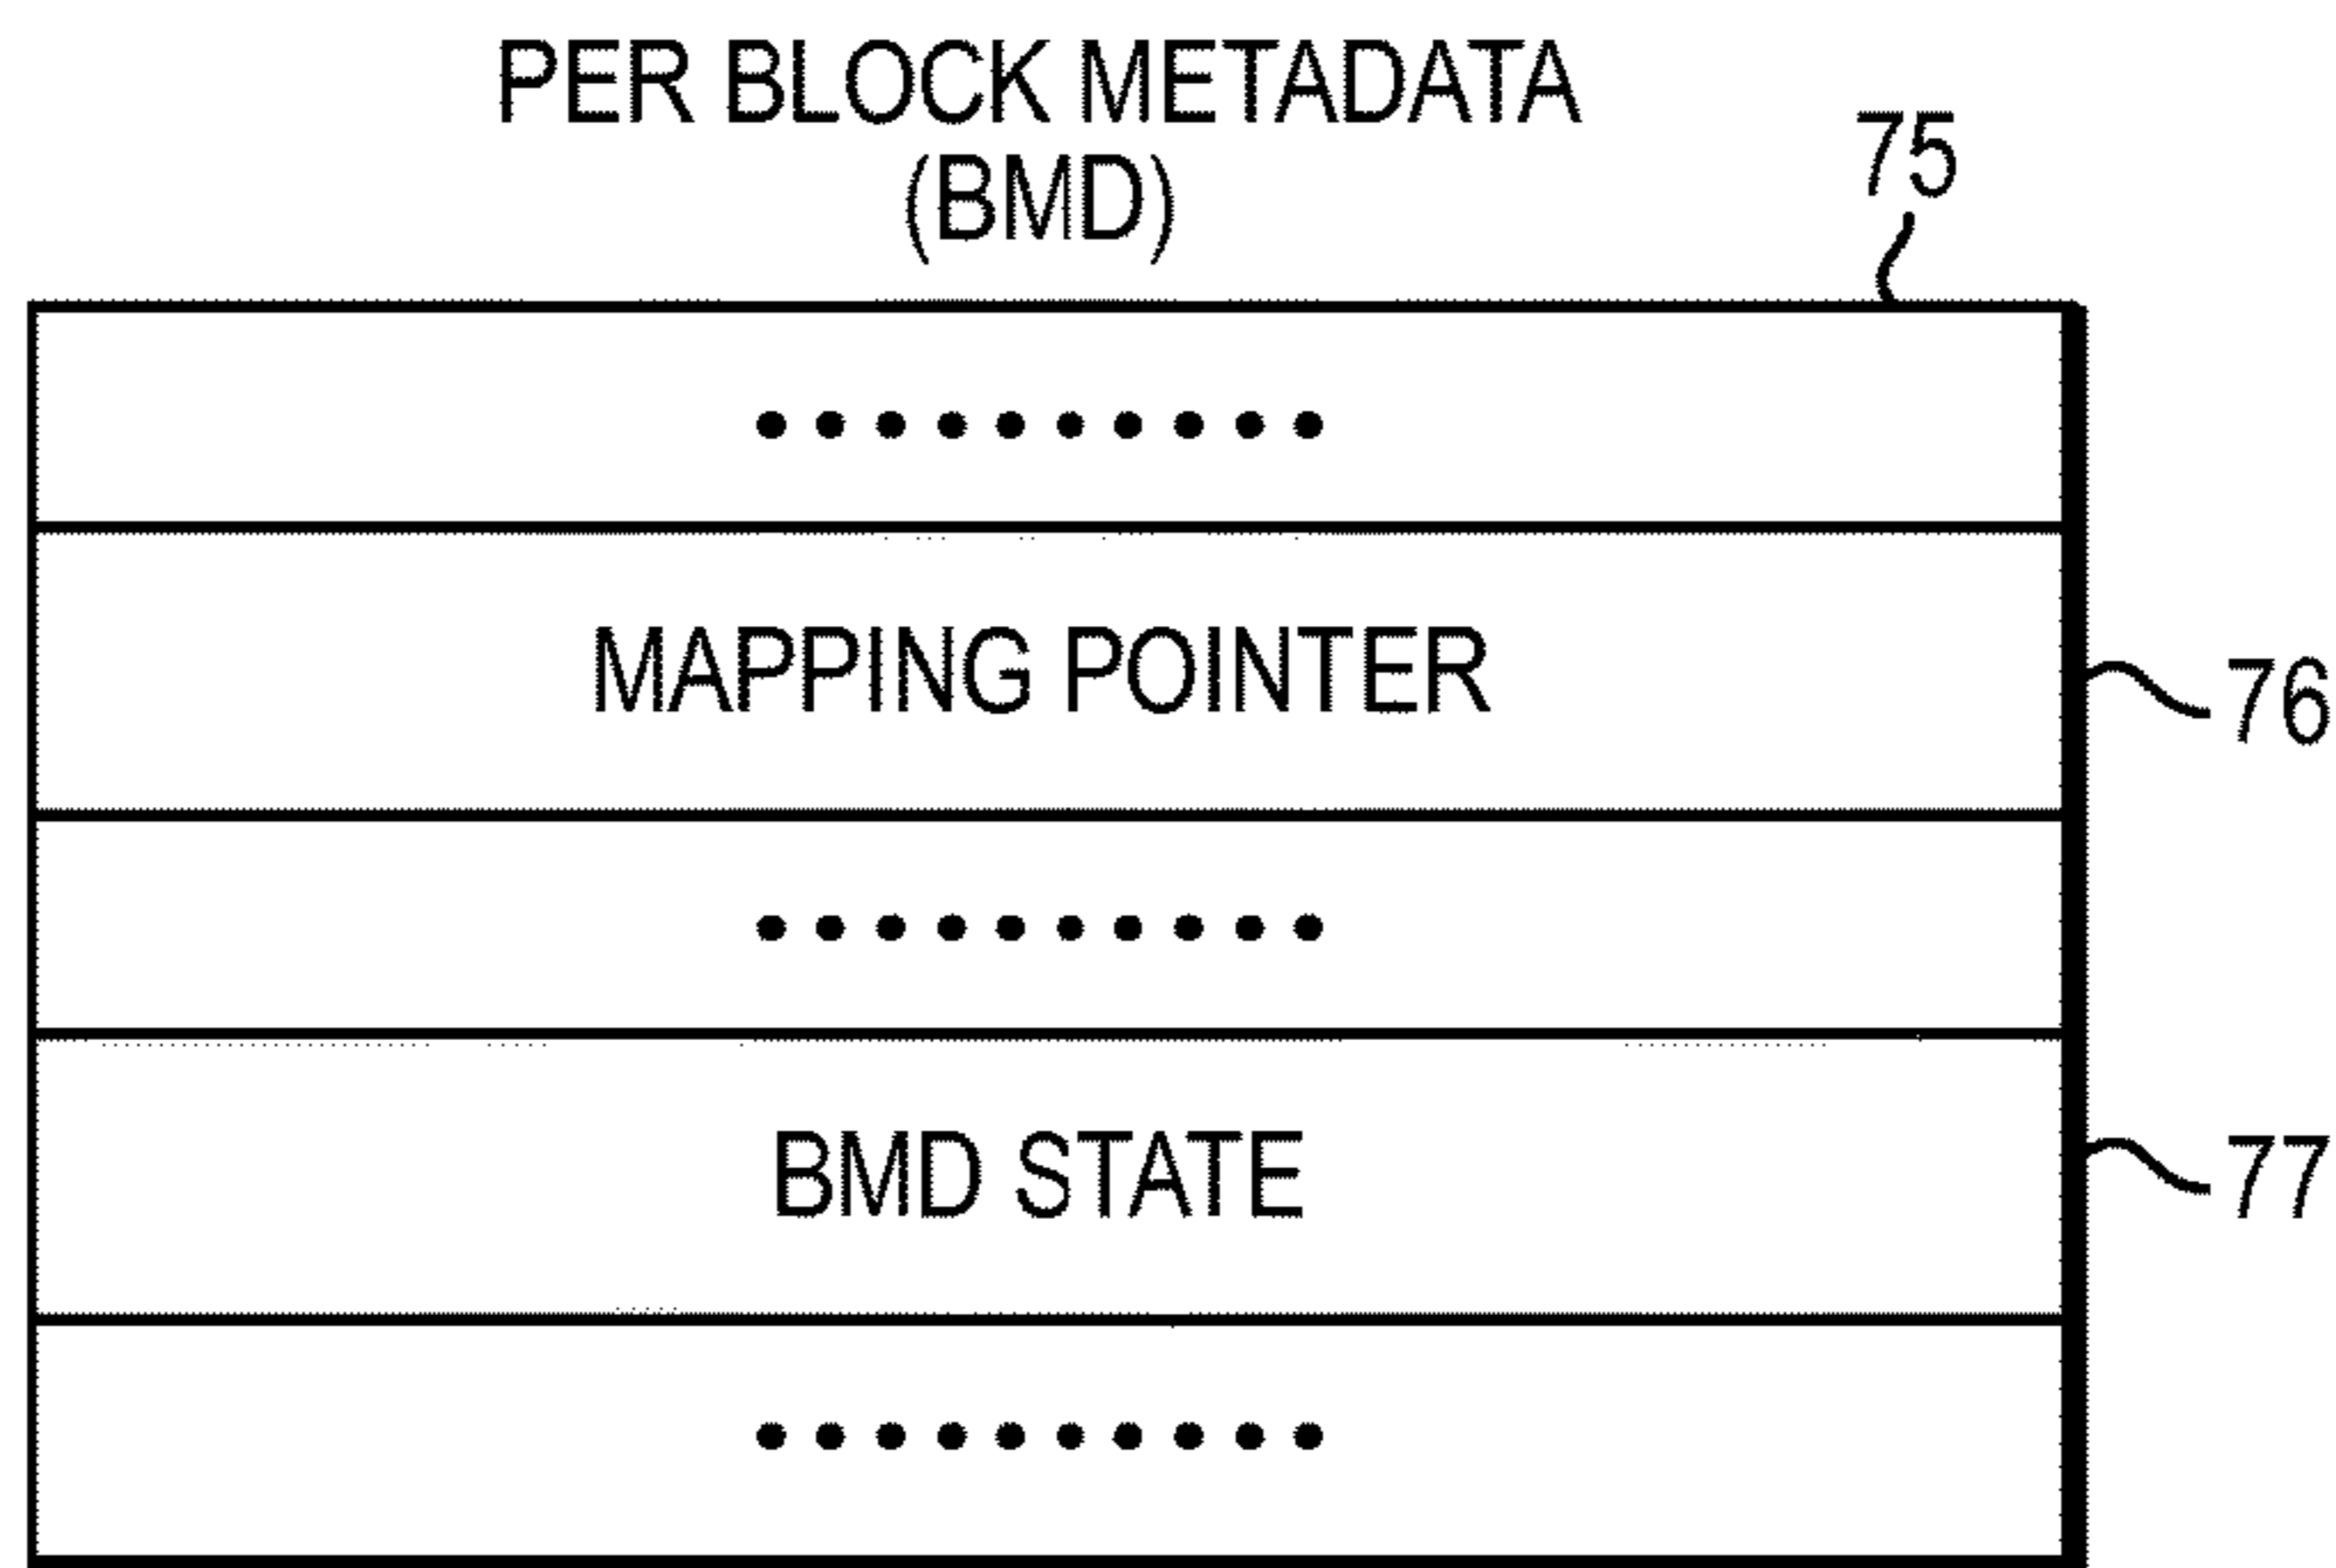 PER BLOCK METADATA
(BMD)
75
..........
MAPPING POINTER
76
..........
BMD STATE
77
..........